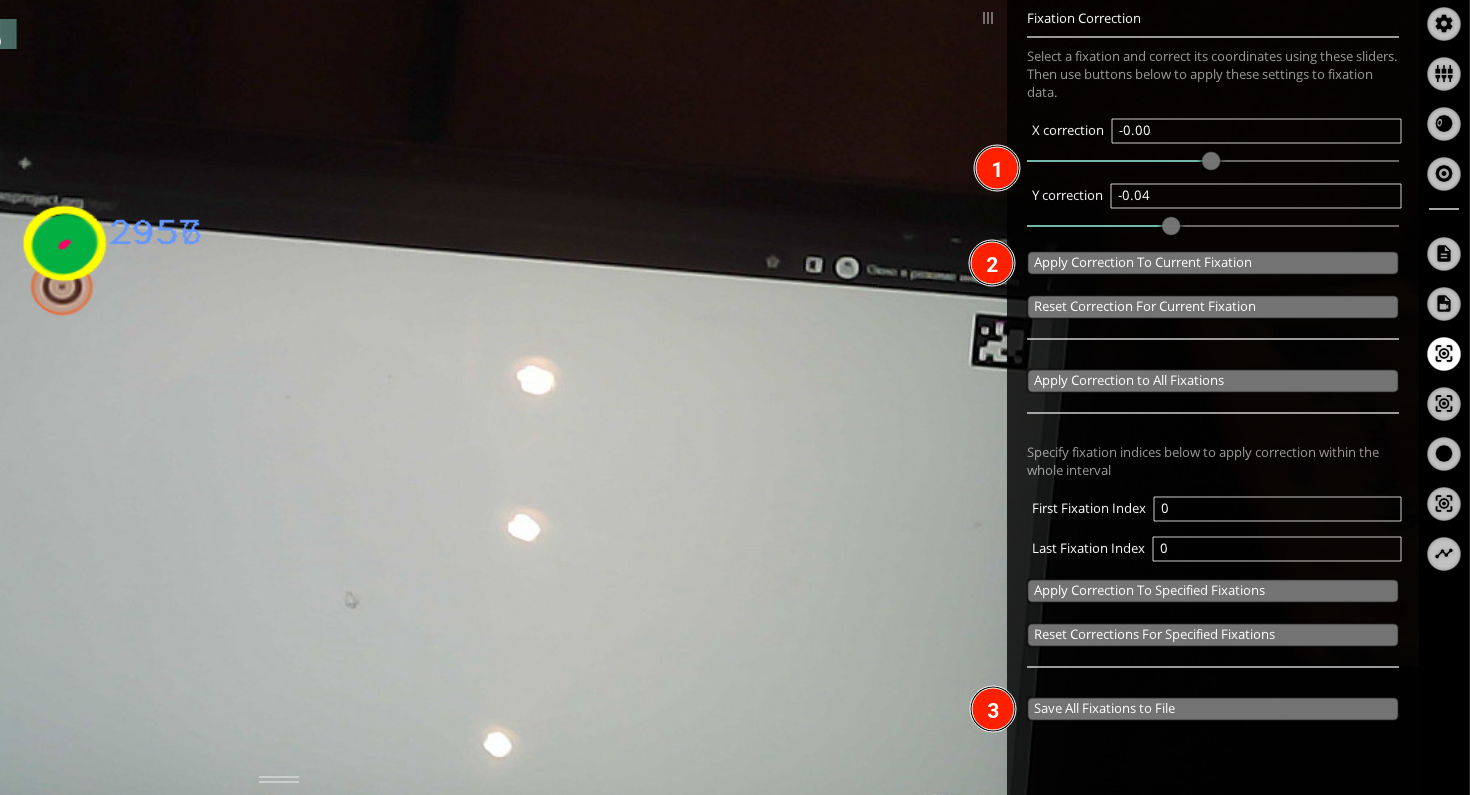 Fixation Correction
Select a fixation and correct its coordinates using these sliders.
Then use buttons below to apply these settings to fixation
data.
X correction
-0.00
1
Y correction
-0.04
2
Apply Correction To Current Fixation
Reset Correction For Current Fixation
Apply Correction to All Fixations
Specify fixation indices below to apply correction within the
whole interval
First Fixation Index
0
Last Fixation Index
0
Apply Correction To Specified Fixations
Reset Corrections For Specified Fixations
3
Save All Fixations to File